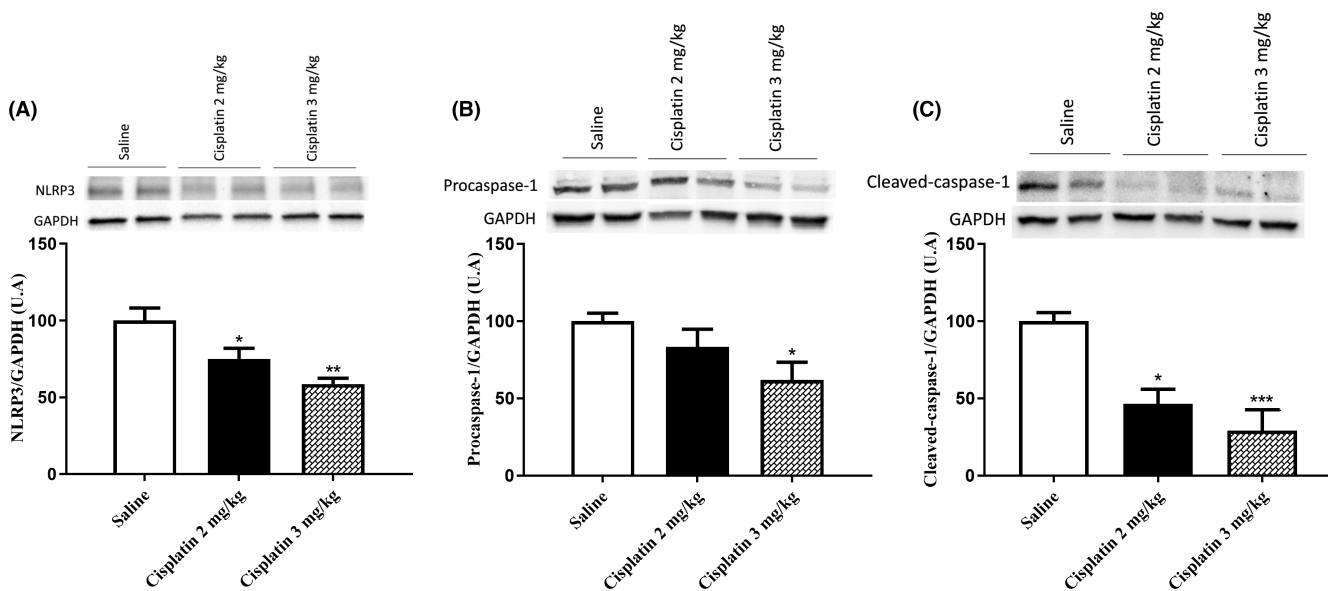 (A)
Saline
Cisplatin 2 mg/kg
Cisplatin 3 mg/kg
NLRP3
GAPDH
NLRP3/GAPDH (U.A)
150
100
50
0
*
**
Saline
Cisplatin 2 mg/kg
Cisplatin 3 mg/kg
(B)
Saline
Cisplatin 2 mg/kg
Cisplatin 3 mg/kg
Procaspase-1
GAPDH
Procaspase-1/GAPDH (U.A)
150
100
50
0
*
Saline
Cisplatin 2 mg/kg
Cisplatin 3 mg/kg
(C)
Saline
Cisplatin 2 mg/kg
Cisplatin 3 mg/kg
Cleaved-caspase-1
GAPDH
Cleaved-caspase-1/GAPDH (U.A)
150
100
50
0
*
***
Saline
Cisplatin 2 mg/kg
Cisplatin 3 mg/kg